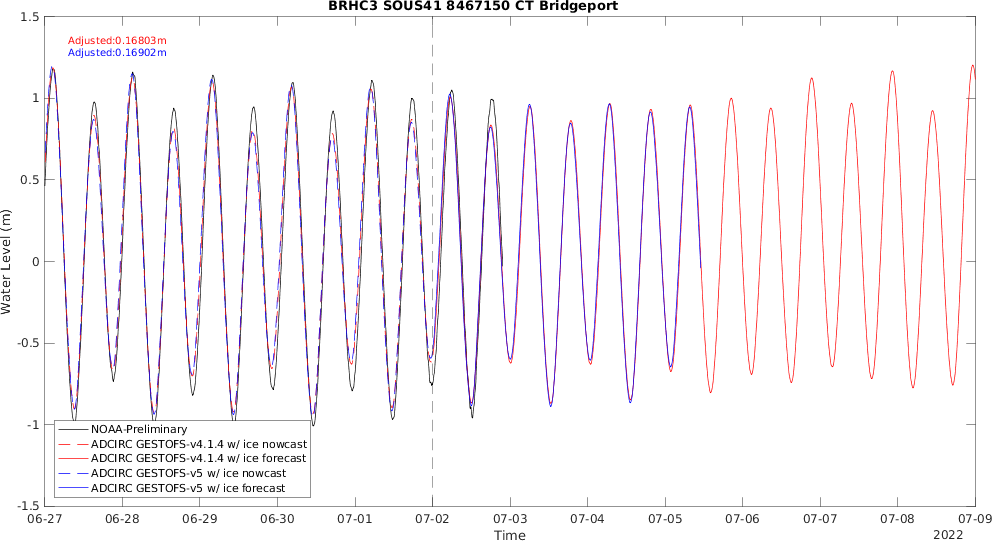 BRHC3 SOUS41 8467150 CT Bridgeport
Adjusted:0.16803m
Adjusted:0.16902m
Water Level (m)
1.5
1
0.5
0
-0.5
-1
-1.5
NOAA-Preliminary
ADCIRC GESTOFS-v4.1.4 w/ ice nowcast
ADCIRC GESTOFS-v4.1.4 w/ ice forecast
ADCIRC GESTOFS-v5 w/ ice nowcast
ADCIRC GESTOFS-v5 w/ ice forecast
06-27 06-28 06-29 06-30 07-01 07-02 07-03 07-04 07-05 07-06 07-07 07-08 07-09
Time
2022